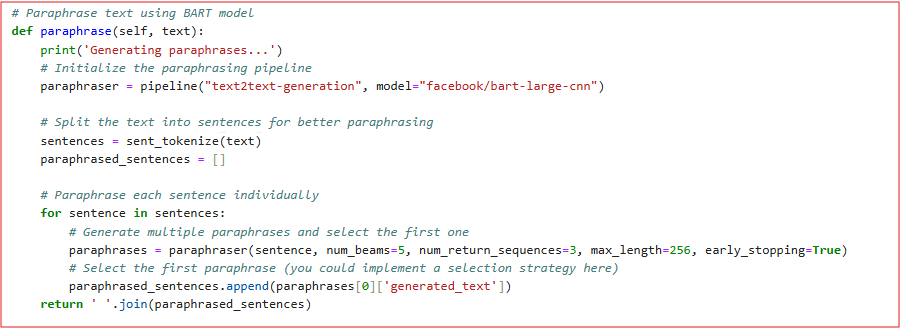 # Paraphrase text using BART model
def paraphrase(self, text):
    print('Generating paraphrases...')
    # Initialize the paraphrasing pipeline
    paraphraser = pipeline("text2text-generation", model="facebook/bart-large-cnn")

    # Split the text into sentences for better paraphrasing
    sentences = sent_tokenize(text)
    paraphrased_sentences = []

    # Paraphrase each sentence individually
    for sentence in sentences:
        # Generate multiple paraphrases and select the first one
        paraphrases = paraphraser(sentence, num_beams=5, num_return_sequences=3, max_length=256, early_stopping=True)
        # Select the first paraphrase (you could implement a selection strategy here)
        paraphrased_sentences.append(paraphrases[0]['generated_text'])
    return ' '.join(paraphrased_sentences)